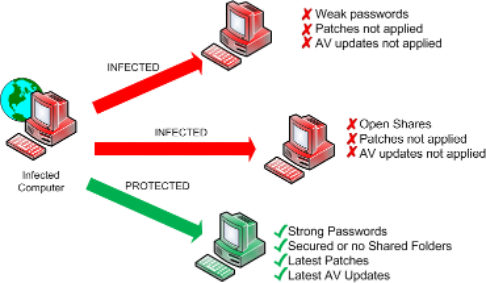 Weak passwords
Patches not applied
AV updates not applied
INFECTED
INFECTED
Open Shares
Patches not applied
AV updates not applied
Infected
Computer
PROTECTED
Strong Passwords
Secured or no Shared Folders
Latest Patches
Latest AV Updates